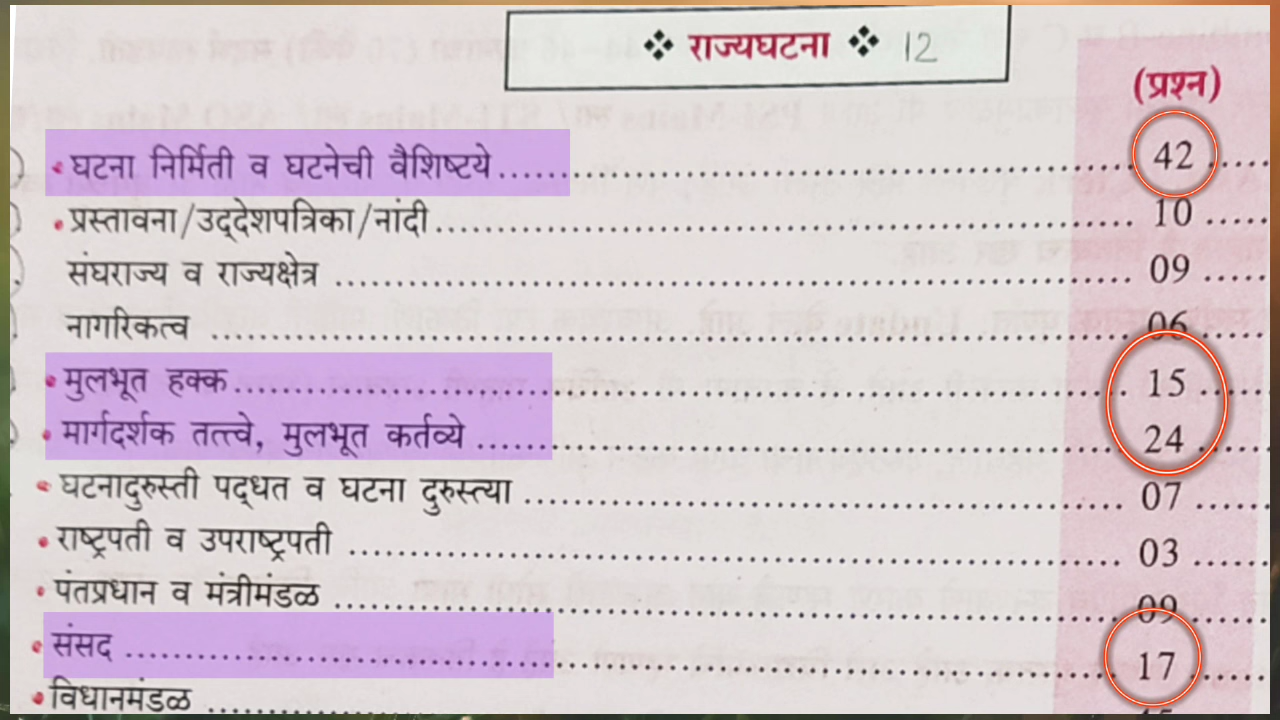 ❖ राज्यघटना ❖ 12
(प्रश्न)
• घटना निर्मिती व घटनेची वैशिष्टये 42
• प्रस्तावना/उद्देशपत्रिका/नांदी 10
संघराज्य व राज्यक्षेत्र 09
नागरिकत्व 06
• मुलभूत हक्क 15
• मार्गदर्शक तत्त्वे, मुलभूत कर्तव्ये 24
• घटनादुरुस्ती पद्धत व घटना दुरुस्त्या 07
• राष्ट्रपती व उपराष्ट्रपती 03
• पंतप्रधान व मंत्रीमंडळ 09
• संसद 17
• विधानमंडळ